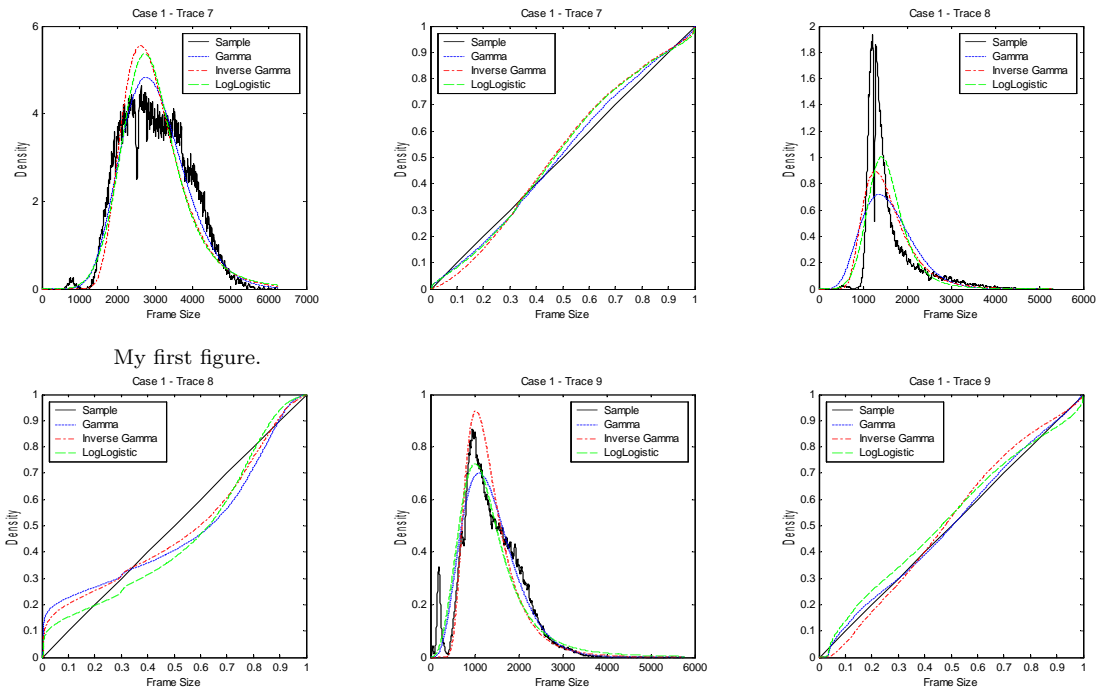 Case 1 - Trace 7
6
4
2
0
Density
Sample
Gamma
Inverse Gamma
LogLogistic
0 1000 2000 3000 4000 5000 6000 7000
Frame Size
Case 1 - Trace 7
1
0.9
0.8
0.7
0.6
0.5
0.4
0.3
0.2
0.1
0
Density
Sample
Gamma
Inverse Gamma
LogLogistic
0 0.1 0.2 0.3 0.4 0.5 0.6 0.7 0.8 0.9 1
Frame Size
Case 1 - Trace 8
2
1.8
1.6
1.4
1.2
1
0.8
0.6
0.4
0.2
0
Density
Sample
Gamma
Inverse Gamma
LogLogistic
0 1000 2000 3000 4000 5000 6000
Frame Size
My first figure.
Case 1 - Trace 8
1
0.9
0.8
0.7
0.6
0.5
0.4
0.3
0.2
0.1
0
Density
Sample
Gamma
Inverse Gamma
LogLogistic
0 0.1 0.2 0.3 0.4 0.5 0.6 0.7 0.8 0.9 1
Frame Size
Case 1 - Trace 9
1
0.9
0.8
0.7
0.6
0.5
0.4
0.3
0.2
0.1
0
Density
Sample
Gamma
Inverse Gamma
LogLogistic
0 1000 2000 3000 4000 5000 6000
Frame Size
Case 1 - Trace 9
1
0.9
0.8
0.7
0.6
0.5
0.4
0.3
0.2
0.1
0
Density
Sample
Gamma
Inverse Gamma
LogLogistic
0 0.1 0.2 0.3 0.4 0.5 0.6 0.7 0.8 0.9 1
Frame Size